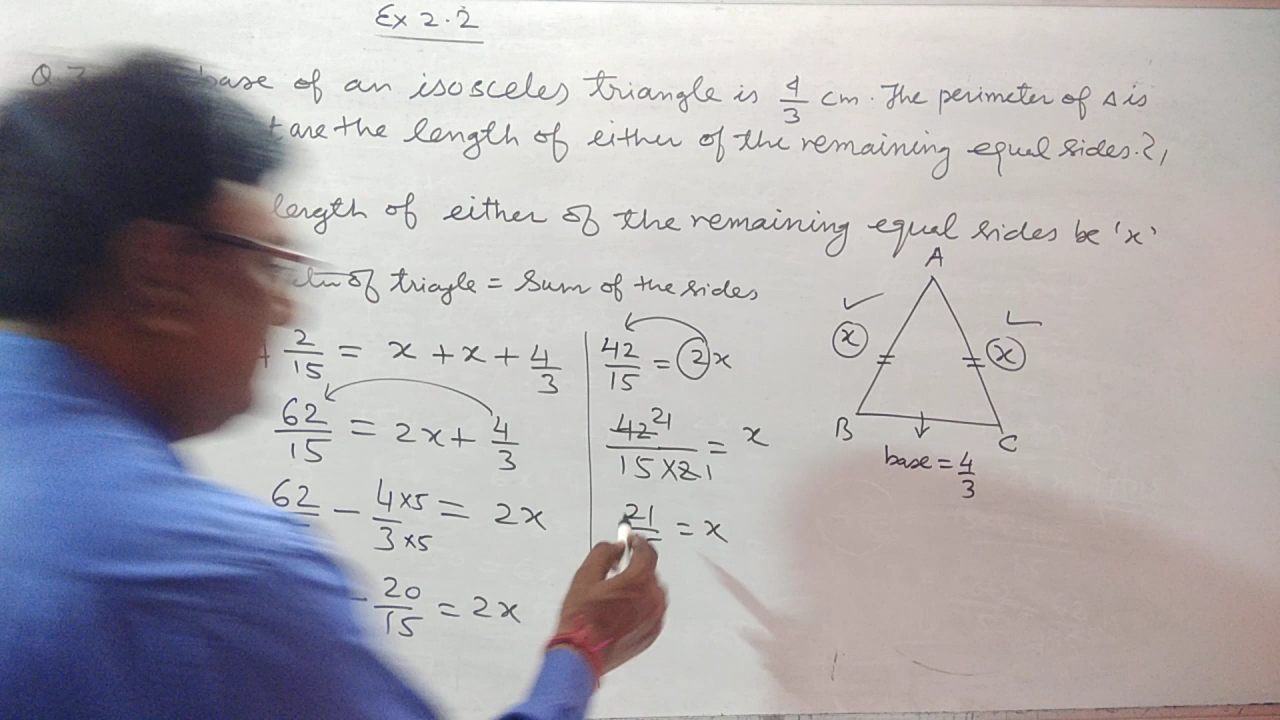 Ex 2.2
Q base of an isosceles triangle is 4/3 cm. The perimeter of Δ is
are the length of either of the remaining equal sides.?,
length of either of the remaining equal sides be 'x'
of triagle = Sum of the sides
+ 2/15 = x + x + 4/3
62/15 = 2x + 4/3
62 - 4×5/3×5 = 2x
- 20/15 = 2x
42/15 = 2x
42 21/15 × 2 1 = x
21 = x
A
x
x
B
C
base = 4/3